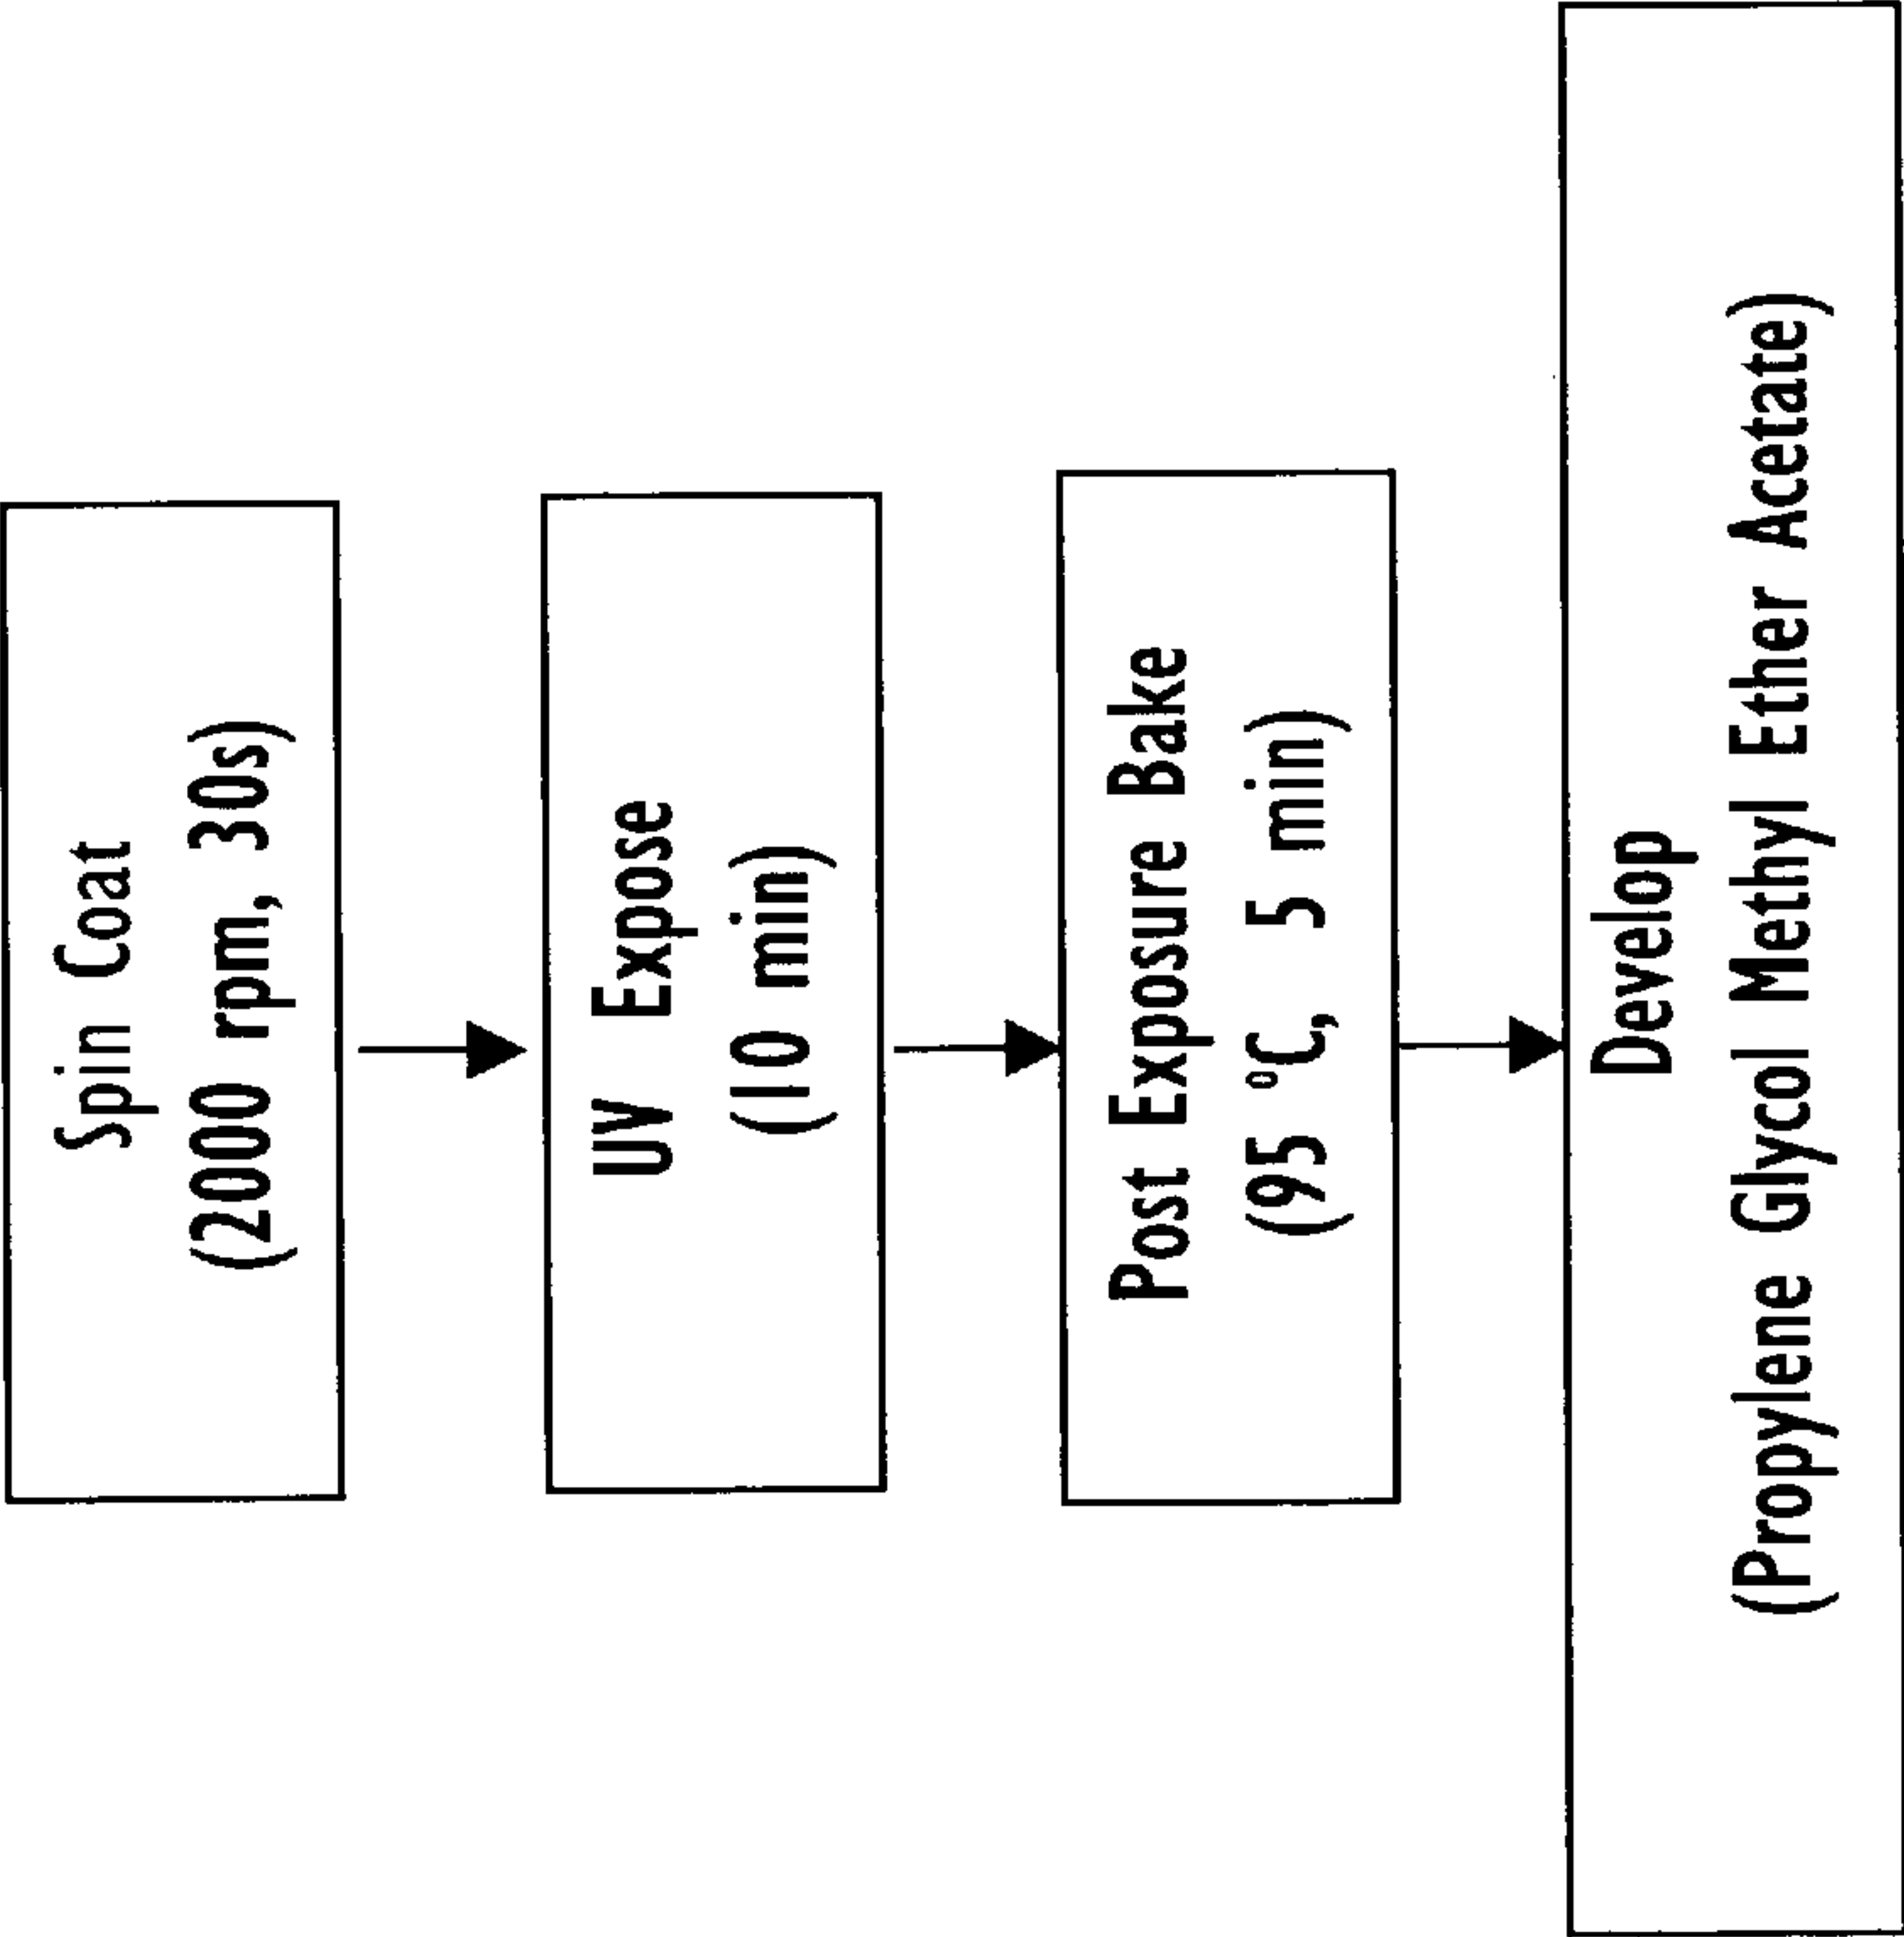 Spin Coat
(2000 rpm, 30s)
UV Expose
(10 min)
Post Exposure Bake
(95 °C, 5 min)
Develop
(Propylene Glycol Methyl Ether Acetate)